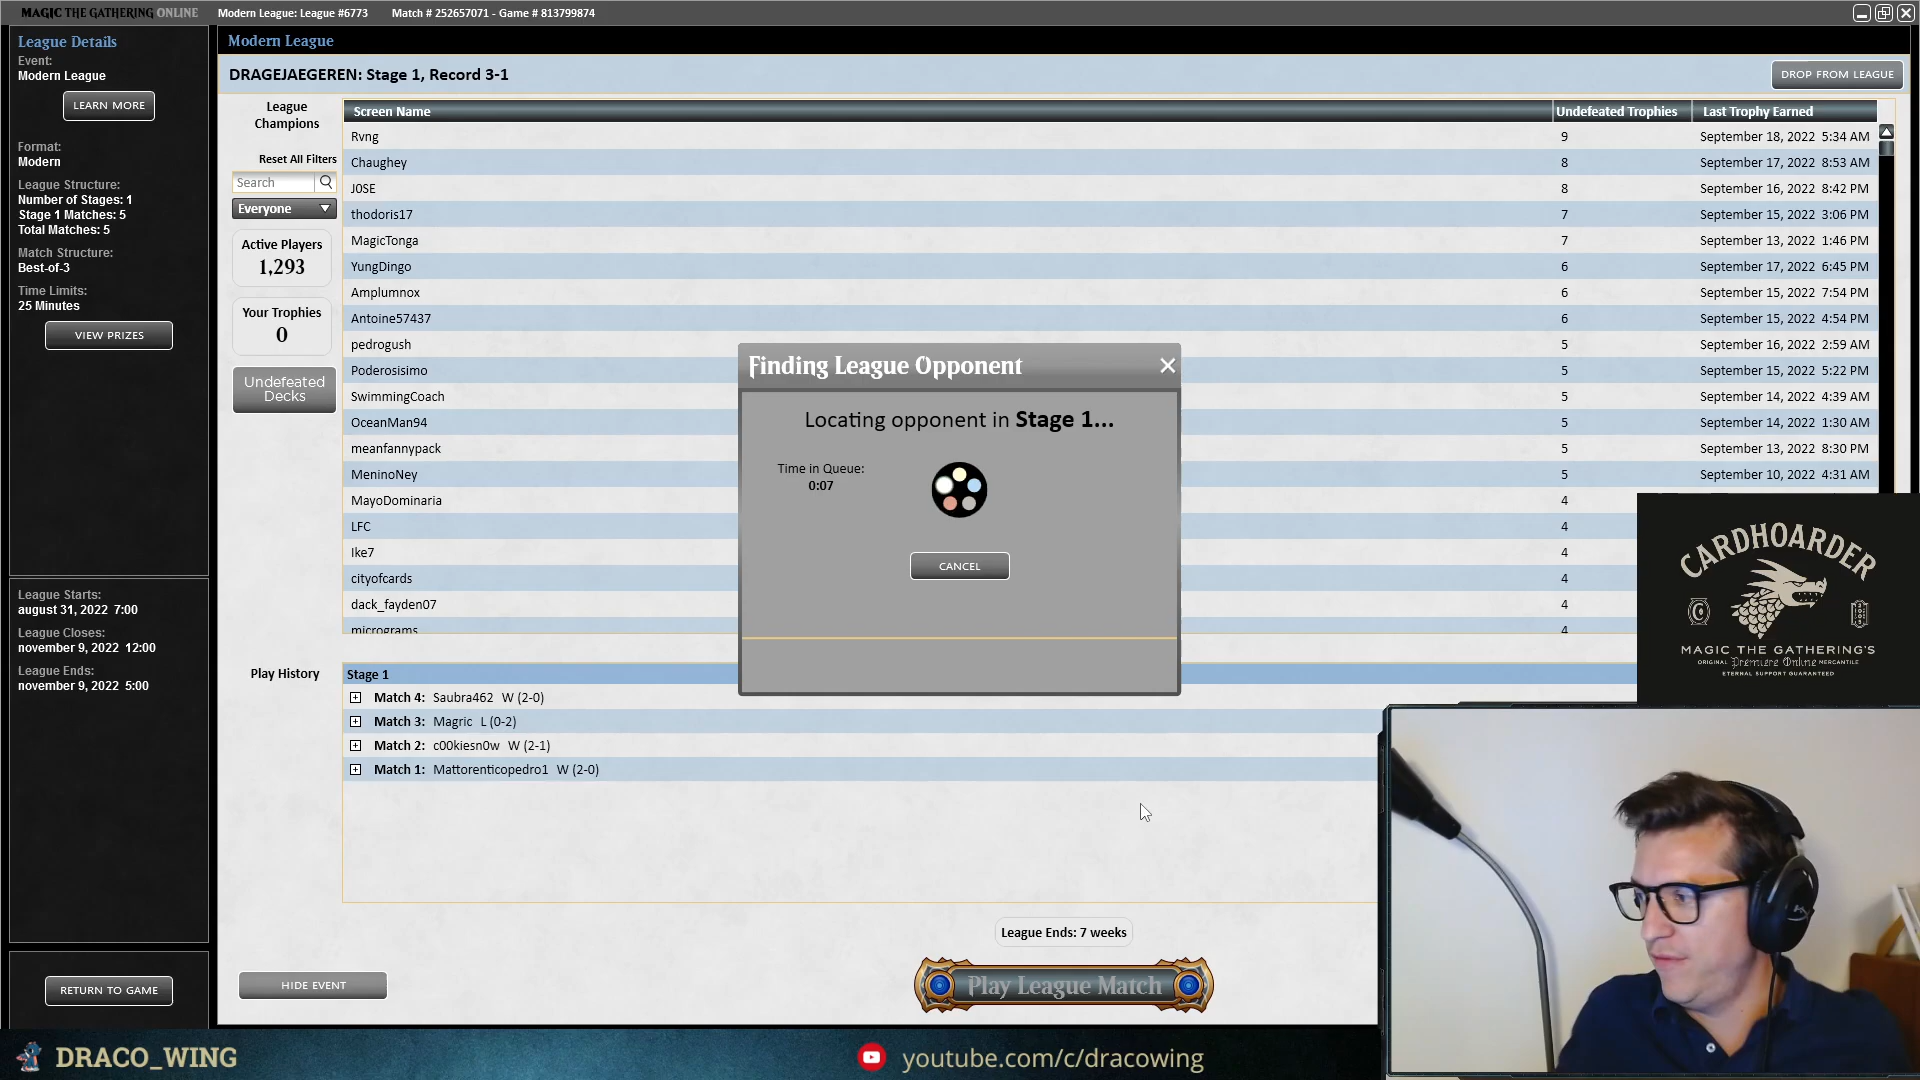 MAGIC THE GATHERING ONLINE Modern League: League #6773 Match # 252657071 - Game # 813799874
League Details
Event:
Modern League
LEARN MORE
Format:
Modern
League Structure:
Number of Stages: 1
Stage 1 Matches: 5
Total Matches: 5
Match Structure:
Best-of-3
Time Limits:
25 Minutes
VIEW PRIZES
League Starts:
august 31, 2022 7:00
League Closes:
november 9, 2022 12:00
League Ends:
november 9, 2022 5:00
RETURN TO GAME
Modern League
DRAGEJAEGEREN: Stage 1, Record 3-1
DROP FROM LEAGUE
League
Champions
Reset All Filters
Search
Everyone
Active Players
1,293
Your Trophies
0
Undefeated
Decks
Screen Name Undefeated Trophies Last Trophy Earned
Rvng 9 September 18, 2022 5:34 AM
Chaughey 8 September 17, 2022 8:53 AM
J0SE 8 September 16, 2022 8:42 PM
thodoris17 7 September 15, 2022 3:06 PM
MagicTonga 7 September 13, 2022 1:46 PM
YungDingo 6 September 17, 2022 6:45 PM
Amplumnox 6 September 15, 2022 7:54 PM
Antoine57437 6 September 15, 2022 4:54 PM
pedrogush 5 September 16, 2022 2:59 AM
Poderosisimo 5 September 15, 2022 5:22 PM
SwimmingCoach 5 September 14, 2022 4:39 AM
OceanMan94 5 September 14, 2022 1:30 AM
meanfannypack 5 September 13, 2022 8:30 PM
MeninoNey 5 September 10, 2022 4:31 AM
MayoDominaria 4
LFC 4
Ike7 4
cityofcards 4
dack_fayden07 4
micrograms 4
Finding League Opponent
Locating opponent in Stage 1...
Time in Queue:
0:07
CANCEL
Play History
Stage 1
Match 4: Saubra462 W (2-0)
Match 3: Magric L (0-2)
Match 2: c00kiesn0w W (2-1)
Match 1: Mattorenticopedro1 W (2-0)
League Ends: 7 weeks
HIDE EVENT
Play League Match
CARDHOARDER
MAGIC THE GATHERING'S
ORIGINAL Premiere Online MERCANTILE
ETERNAL SUPPORT GUARANTEED
DRACO_WING
youtube.com/c/dracowing